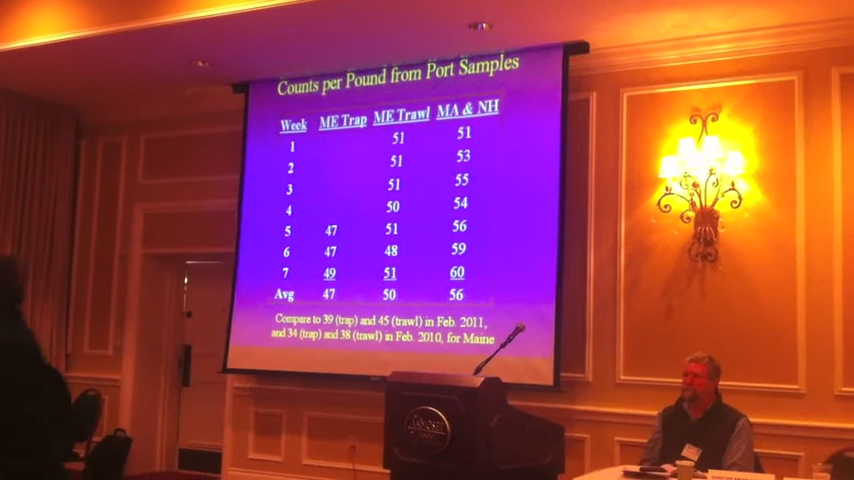 Counts per Pound from Port Samples
Week ME Trap ME Trawl MA & NH
1 51 51
2 51 53
3 51 55
4 50 54
5 47 51 56
6 47 48 59
7 49 51 60
Avg 47 50 56
Compare to 39 (trap) and 45 (trawl) in Feb. 2011,
and 34 (trap) and 38 (trawl) in Feb. 2010, for Maine